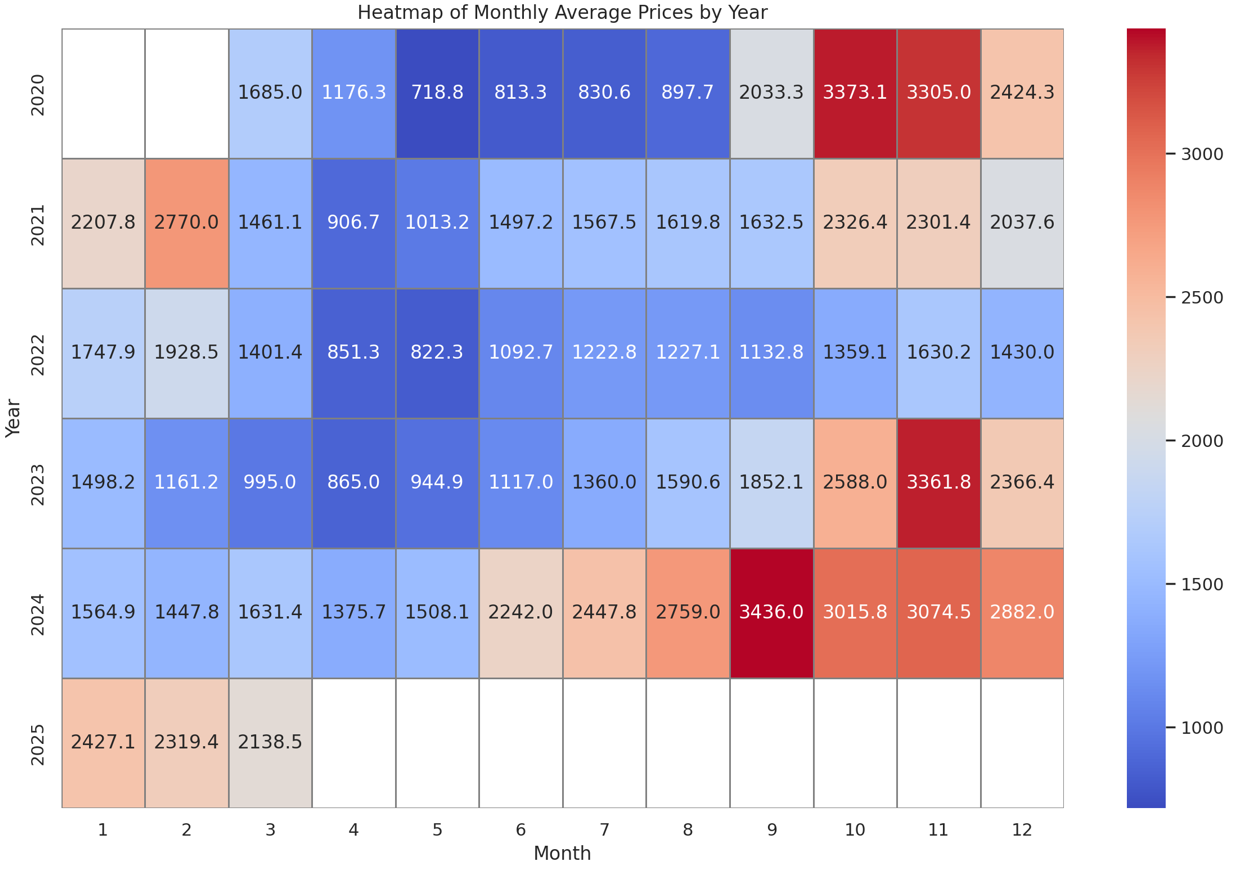 Heatmap of Monthly Average Prices by Year
2020 1685.0 1176.3 718.8 813.3 830.6 897.7 2033.3 3373.1 3305.0 2424.3
2021 2207.8 2770.0 1461.1 906.7 1013.2 1497.2 1567.5 1619.8 1632.5 2326.4 2301.4 2037.6
2022 1747.9 1928.5 1401.4 851.3 822.3 1092.7 1222.8 1227.1 1132.8 1359.1 1630.2 1430.0
2023 1498.2 1161.2 995.0 865.0 944.9 1117.0 1360.0 1590.6 1852.1 2588.0 3361.8 2366.4
2024 1564.9 1447.8 1631.4 1375.7 1508.1 2242.0 2447.8 2759.0 3436.0 3015.8 3074.5 2882.0
2025 2427.1 2319.4 2138.5
Year
1 2 3 4 5 6 7 8 9 10 11 12
Month
3000
2500
2000
1500
1000